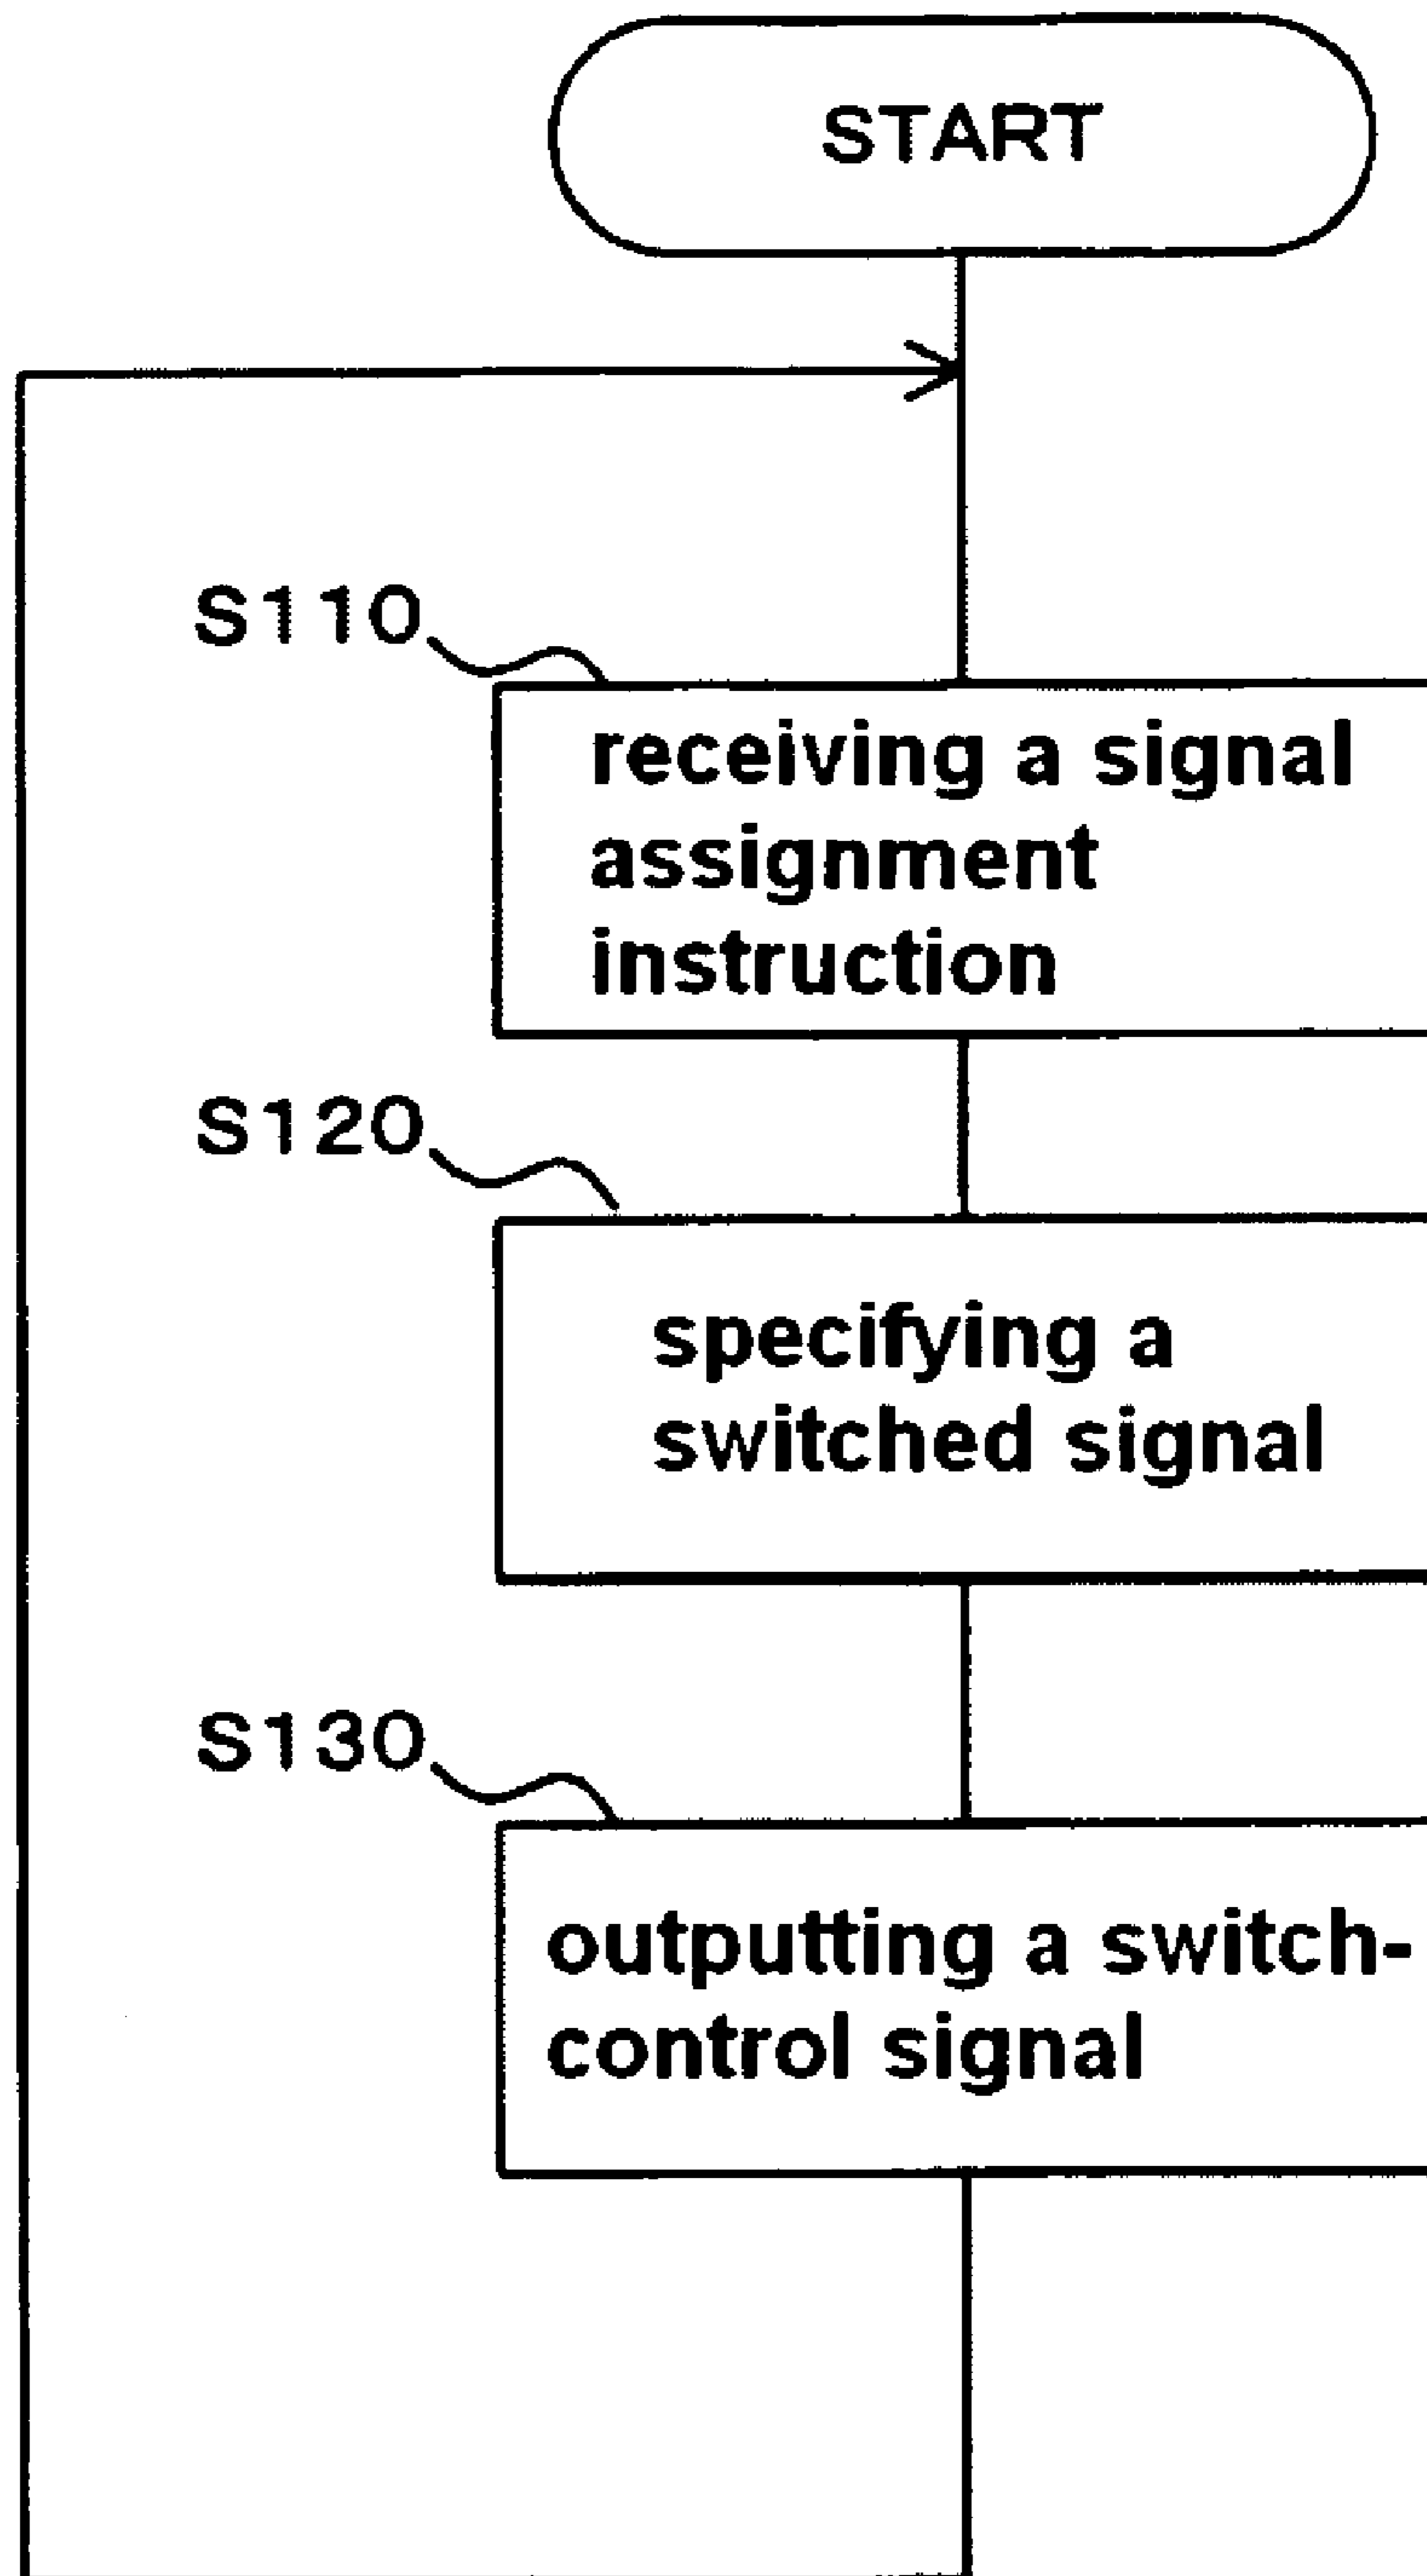 START
S110
receiving a signal
assignment
instruction
S120
specifying a
switched signal
S130
outputting a switch-
control signal